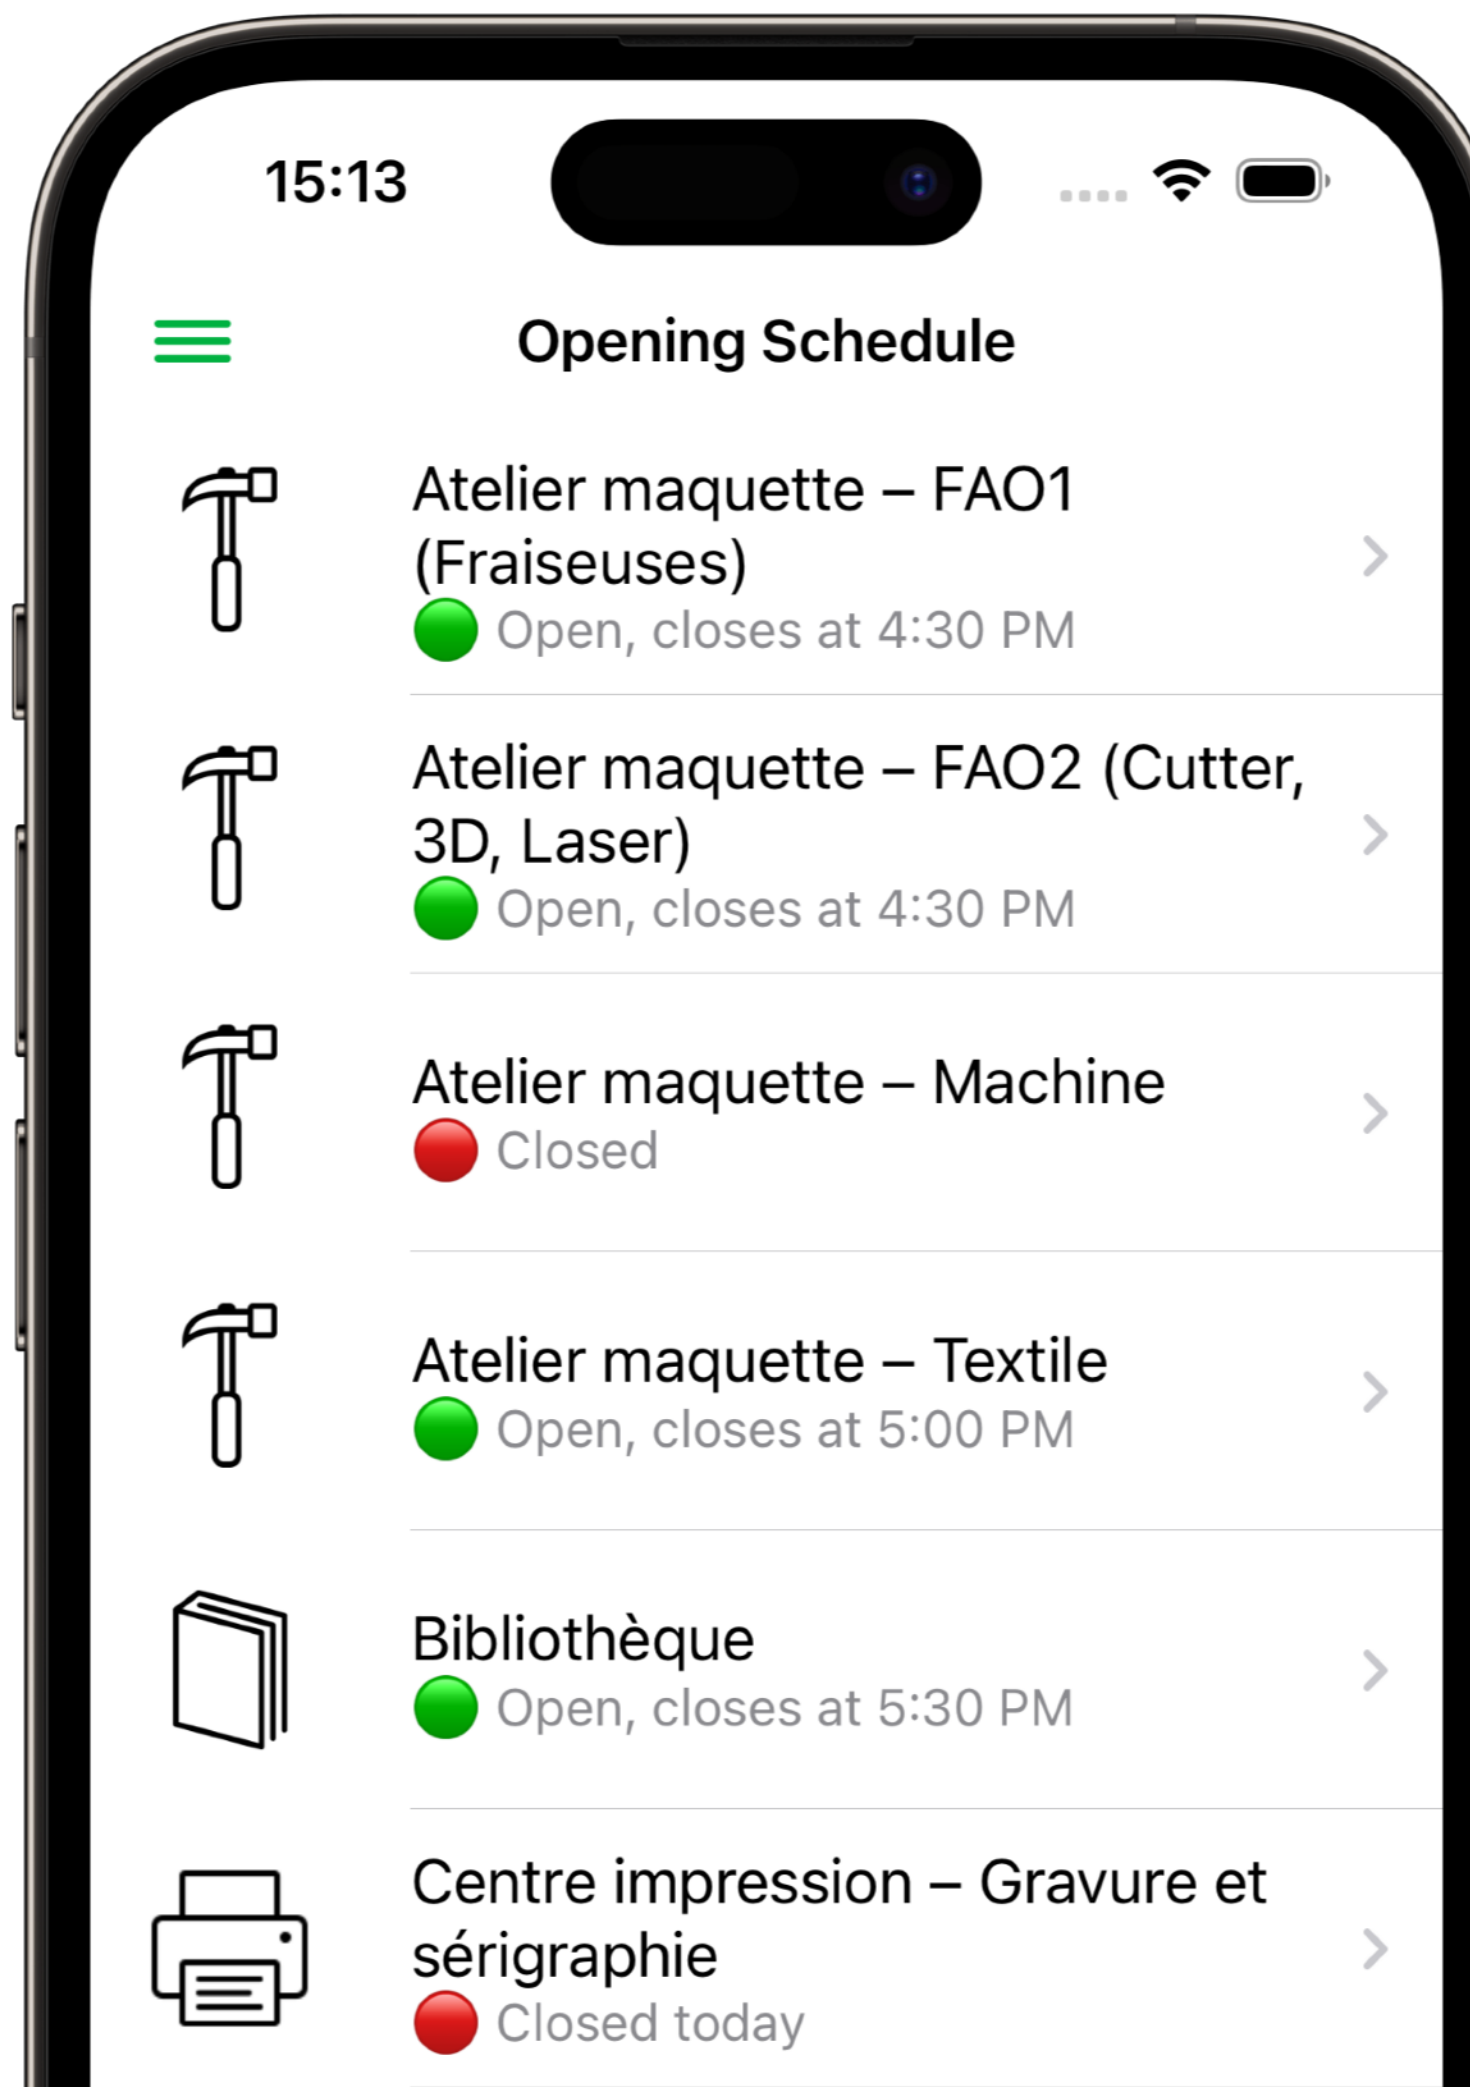 15:13
Opening Schedule
Atelier maquette – FAO1
(Fraiseuses)
Open, closes at 4:30 PM
Atelier maquette – FAO2 (Cutter,
3D, Laser)
Open, closes at 4:30 PM
Atelier maquette – Machine
Closed
Atelier maquette – Textile
Open, closes at 5:00 PM
Bibliothèque
Open, closes at 5:30 PM
Centre impression – Gravure et
sérigraphie
Closed today